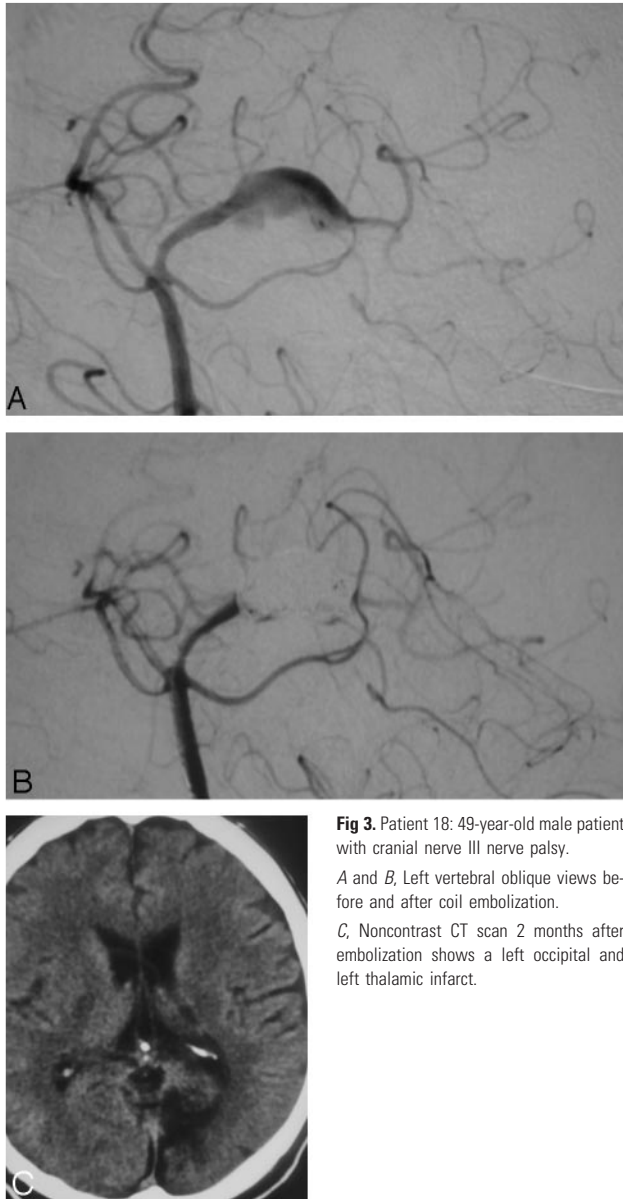 A
B
C
Fig 3. Patient 18: 49-year-old male patient
with cranial nerve III nerve palsy.
A and B, Left vertebral oblique views be-
fore and after coil embolization.
C, Noncontrast CT scan 2 months after
embolization shows a left occipital and
left thalamic infarct.